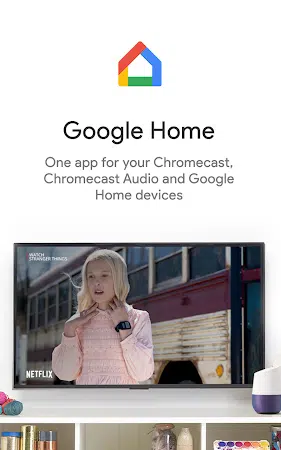 Google Home
One app for your Chromecast,
Chromecast Audio and Google
Home devices
WATCH
STRANGER THINGS
NETFLIX